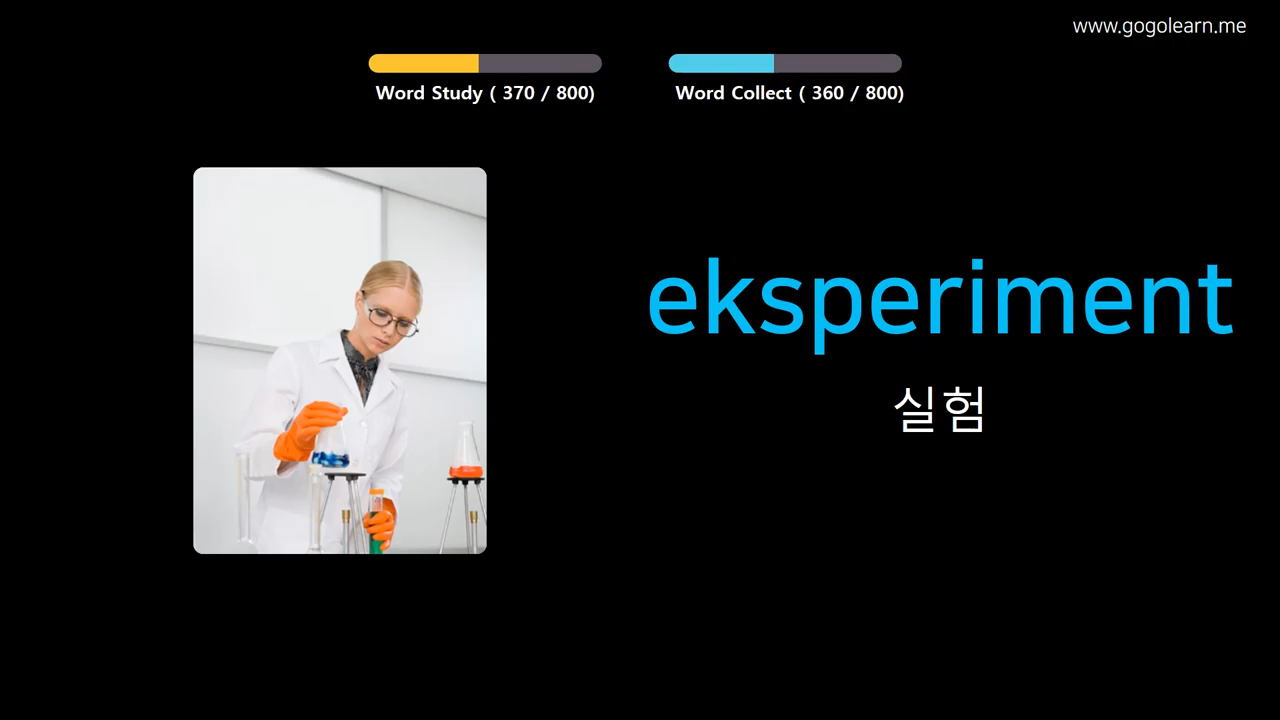 www.gogolearn.me
Word Study ( 370 / 800)
Word Collect ( 360 / 800)
eksperiment
실험